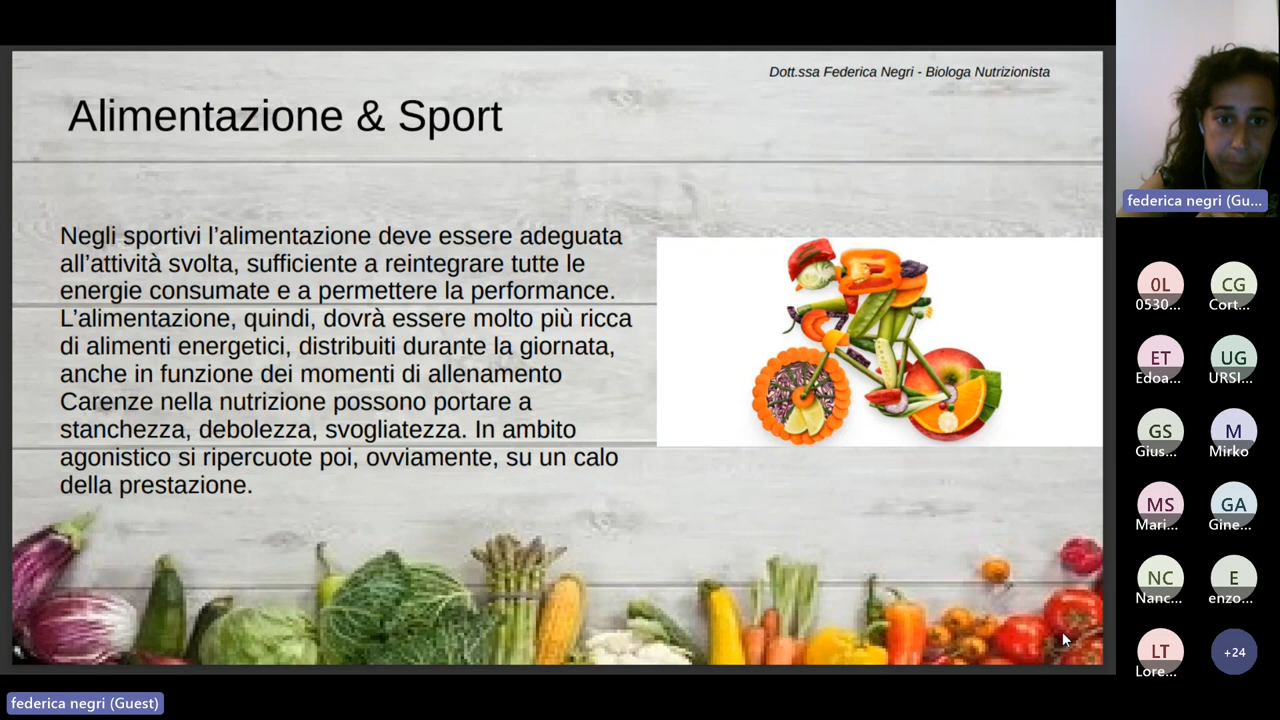 Dott.ssa Federica Negri - Biologa Nutrizionista
Alimentazione & Sport
Negli sportivi l’alimentazione deve essere adeguata
all’attività svolta, sufficiente a reintegrare tutte le
energie consumate e a permettere la performance.
L’alimentazione, quindi, dovrà essere molto più ricca
di alimenti energetici, distribuiti durante la giornata,
anche in funzione dei momenti di allenamento
Carenze nella nutrizione possono portare a
stanchezza, debolezza, svogliatezza. In ambito
agonistico si ripercuote poi, ovviamente, su un calo
della prestazione.
federica negri (Gu...
0L CG
0530... Cort...
ET UG
Edoa... URSI...
GS M
Gius... Mirko
MS GA
Mari... Gine...
NC E
Nanc... enzo...
LT +24
Lore...
federica negri (Guest)